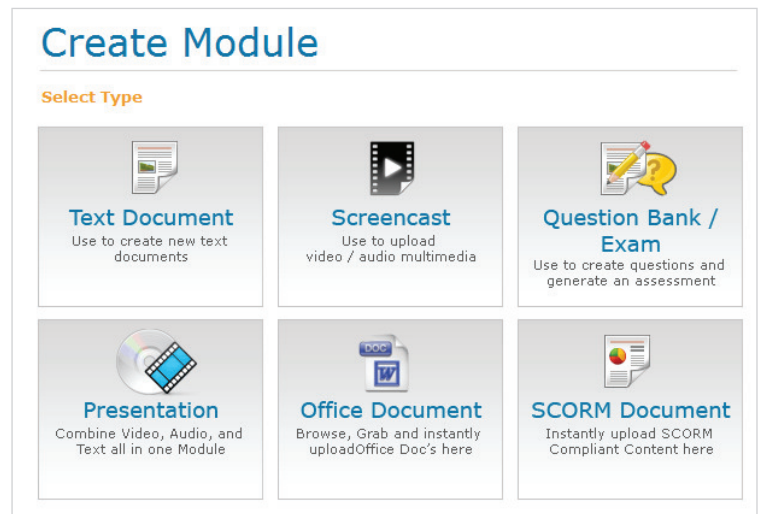 Create Module
Select Type
Text Document
Use to create new text
documents
Screencast
Use to upload
video / audio multimedia
Question Bank /
Exam
Use to create questions and
generate an assessment
Presentation
Combine Video, Audio, and
Text all in one Module
DOC
W
Office Document
Browse, Grab and instantly
uploadOffice Doc's here
SCORM Document
Instantly upload SCORM
Compliant Content here